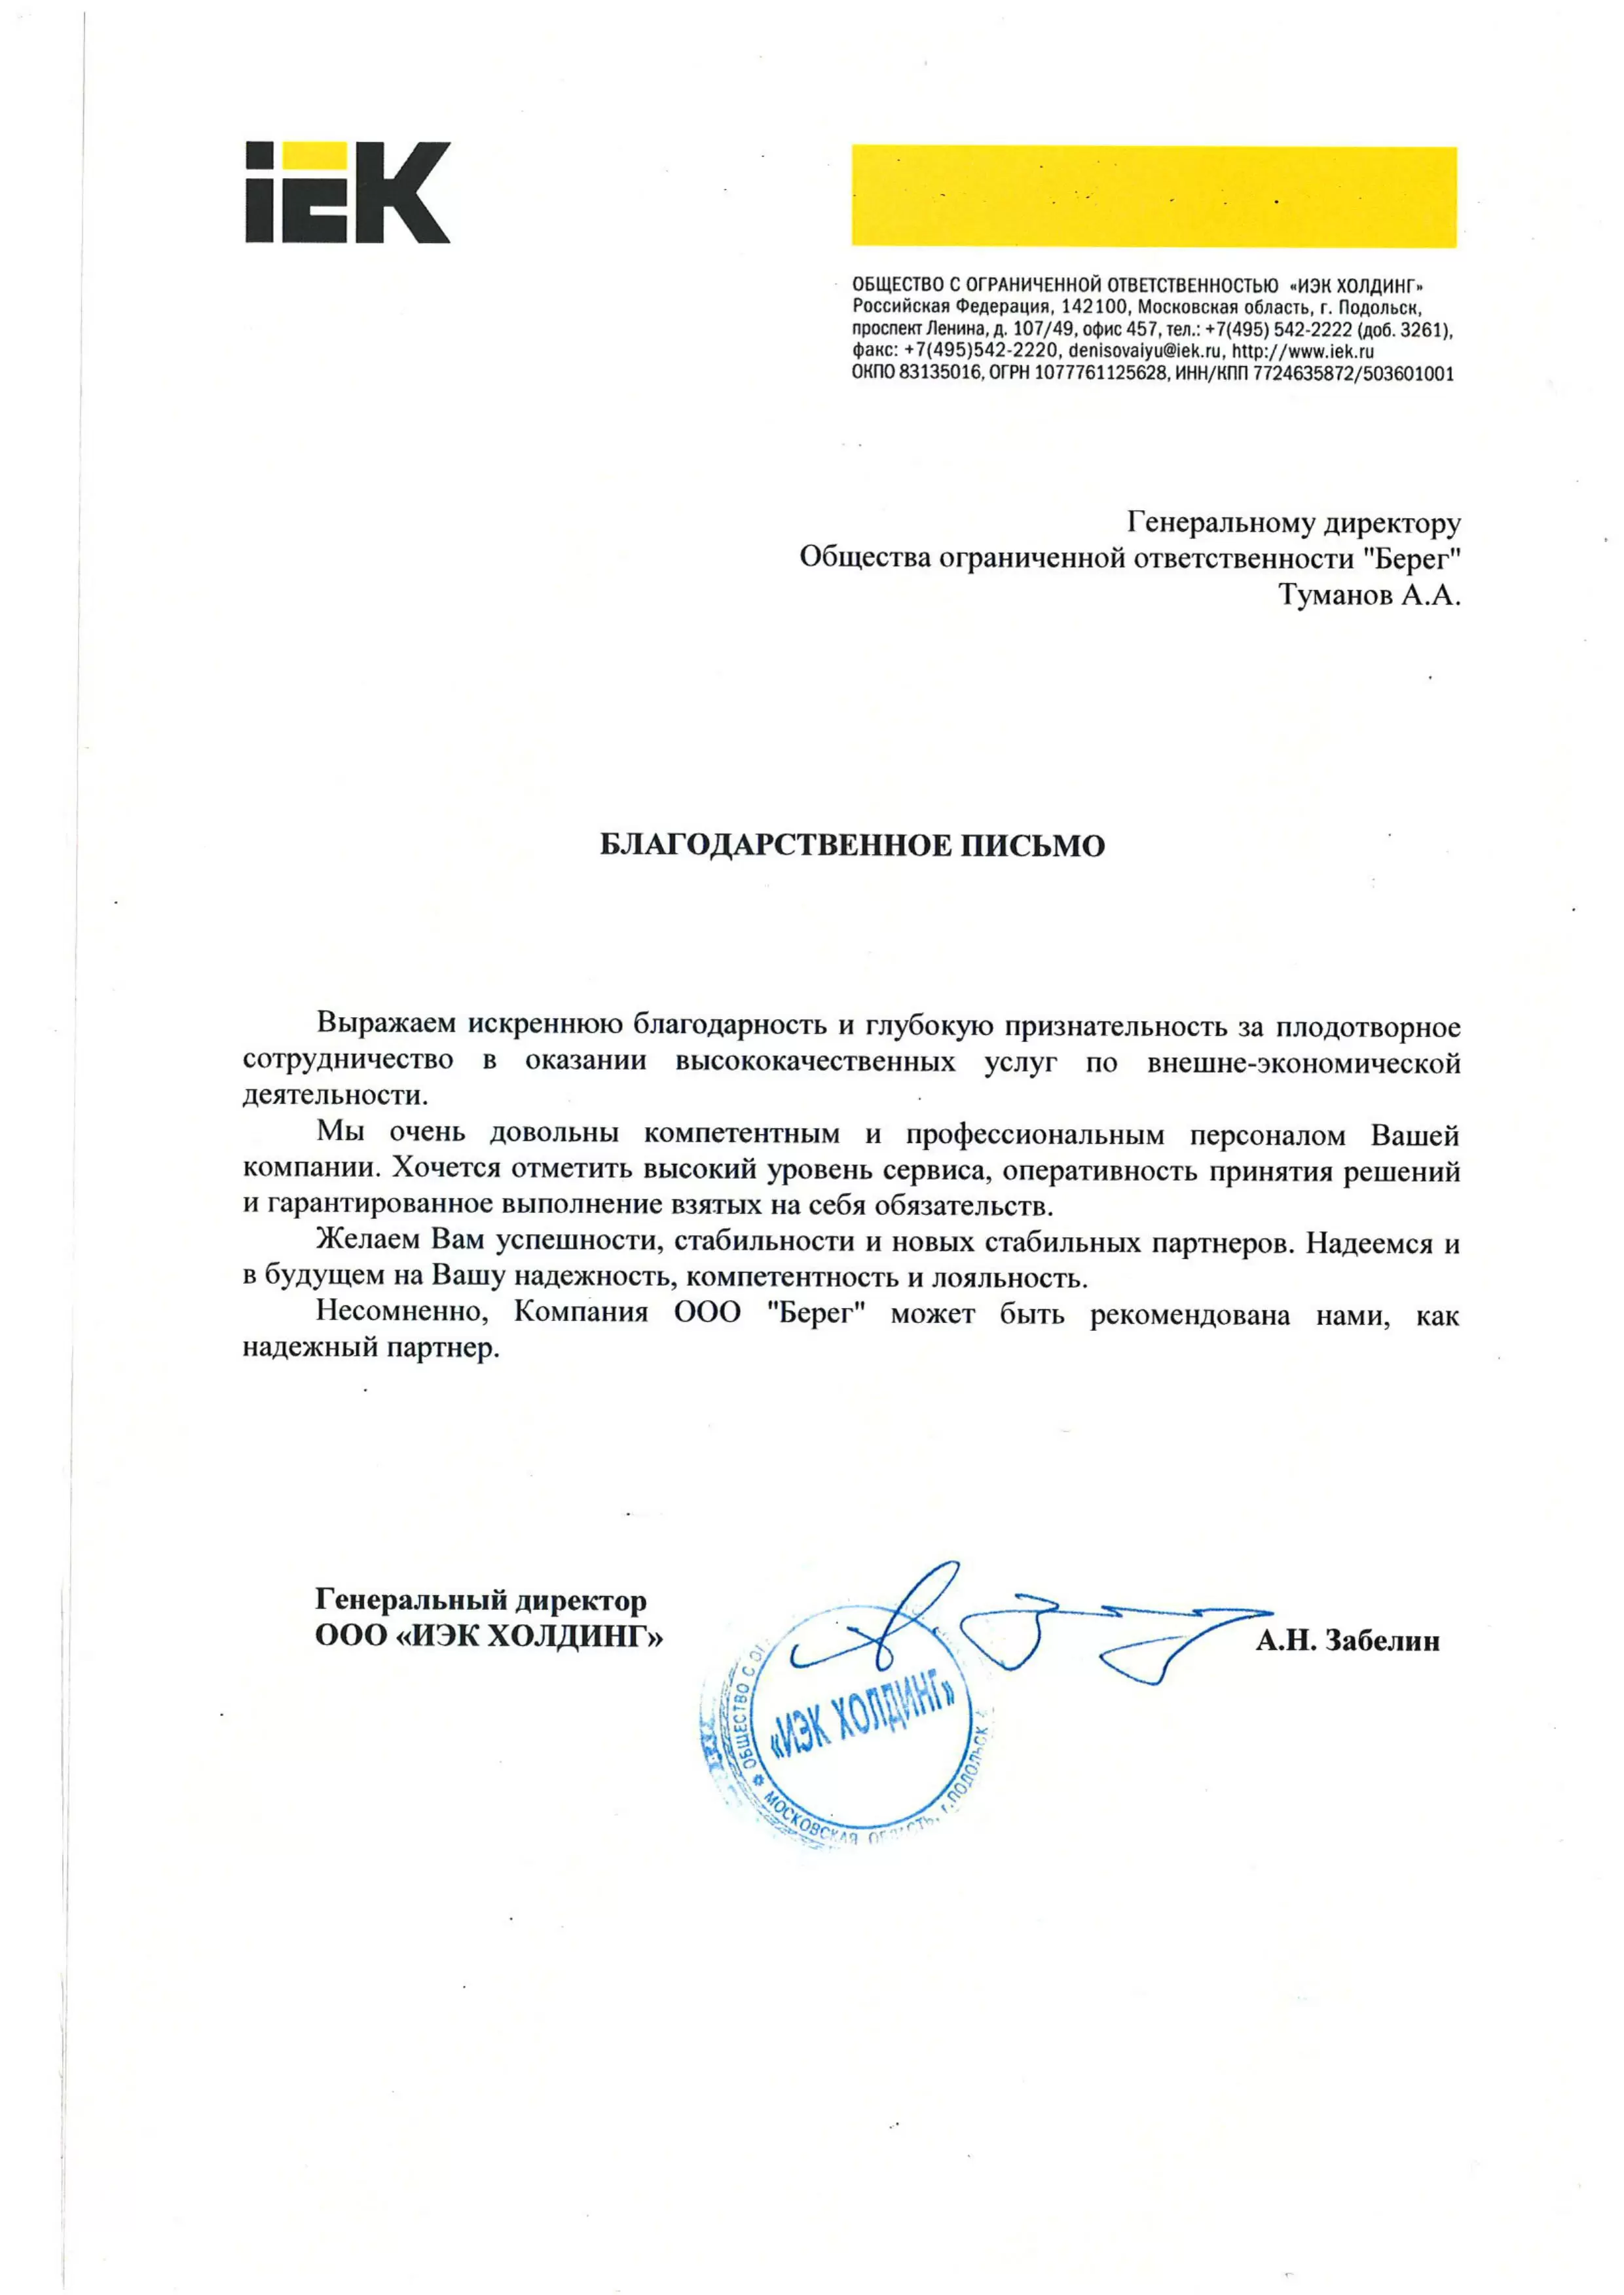 iEK
ОБЩЕСТВО С ОГРАНИЧЕННОЙ ОТВЕТСТВЕННОСТЬЮ «ИЭК ХОЛДИНГ»
Российская Федерация, 142100, Московская область, г. Подольск,
проспект Ленина, д. 107/49, офис 457, тел.: +7(495) 542-2222 (доб. 3261),
факс: +7(495)542-2220, denisovaiyu@iek.ru, http://www.iek.ru
ОКПО 83135016, ОГРН 1077761125628, ИНН/КПП 7724635872/503601001
Генеральному директору
Общества ограниченной ответственности "Берег"
Туманов А.А.
БЛАГОДАРСТВЕННОЕ ПИСЬМО
Выражаем искреннюю благодарность и глубокую признательность за плодотворное
сотрудничество в оказании высококачественных услуг по внешне-экономической
деятельности.
Мы очень довольны компетентным и профессиональным персоналом Вашей
компании. Хочется отметить высокий уровень сервиса, оперативность принятия решений
и гарантированное выполнение взятых на себя обязательств.
Желаем Вам успешности, стабильности и новых стабильных партнеров. Надеемся и
в будущем на Вашу надежность, компетентность и лояльность.
Несомненно, Компания ООО "Берег" может быть рекомендована нами, как
надежный партнер.
Генеральный директор
ООО «ИЭК ХОЛДИНГ»
А.Н. Забелин
«ИЭК ХОЛДИНГ»
ОБЩЕСТВО С
МОСКОВСКАЯ ОБЛАСТЬ, г.ПОДОЛЬСК